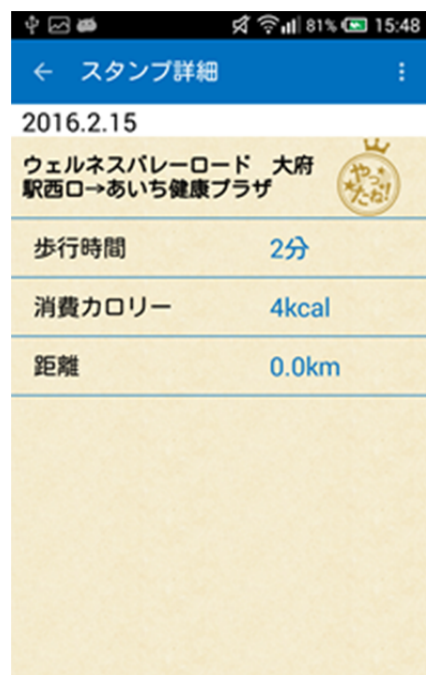 81% 15:48
← スタンプ詳細
2016.2.15
ウェルネスバレーロード　大府
駅西口→あいち健康プラザ
やっ
たね!
歩行時間 2分
消費カロリー 4kcal
距離 0.0km